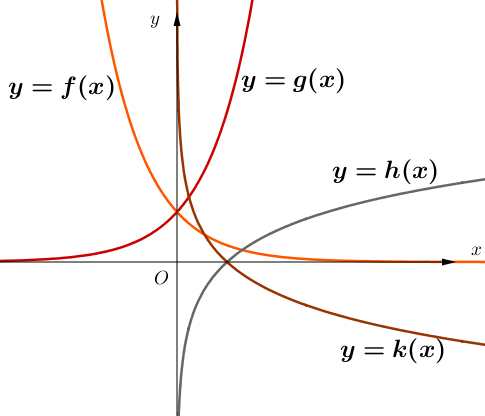 y
y = f(x)
y = g(x)
y = h(x)
x
O
y = k(x)